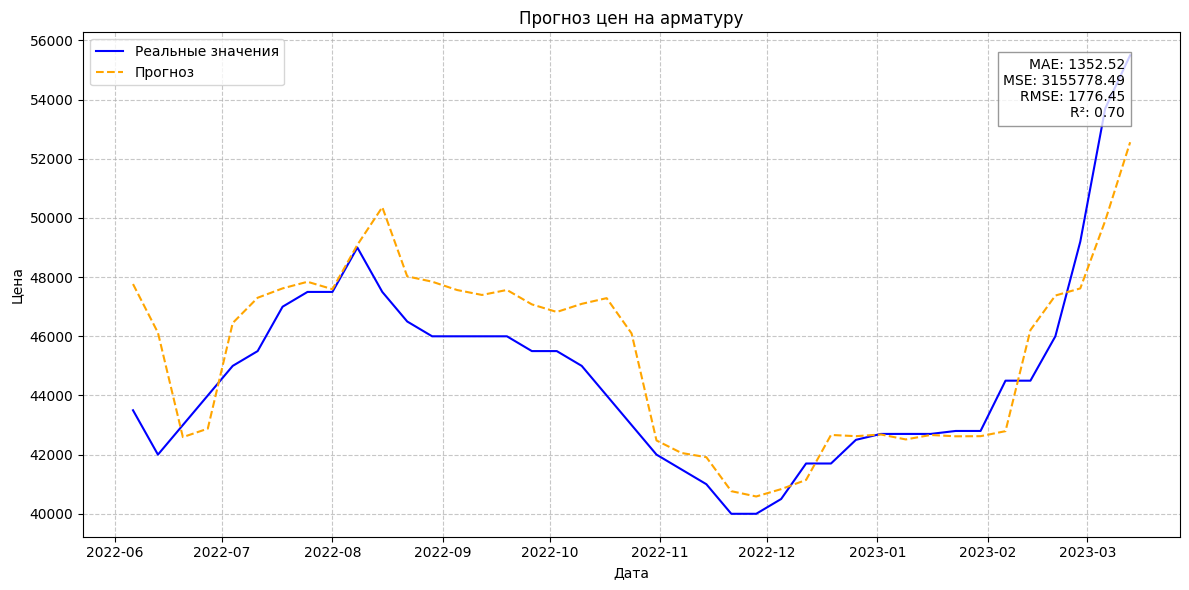 Прогноз цен на арматуру
Реальные значения
Прогноз
MAE: 1352.52
MSE: 3155778.49
RMSE: 1776.45
R²: 0.70
Цена
56000
54000
52000
50000
48000
46000
44000
42000
40000
2022-06 2022-07 2022-08 2022-09 2022-10 2022-11 2022-12 2023-01 2023-02 2023-03
Дата